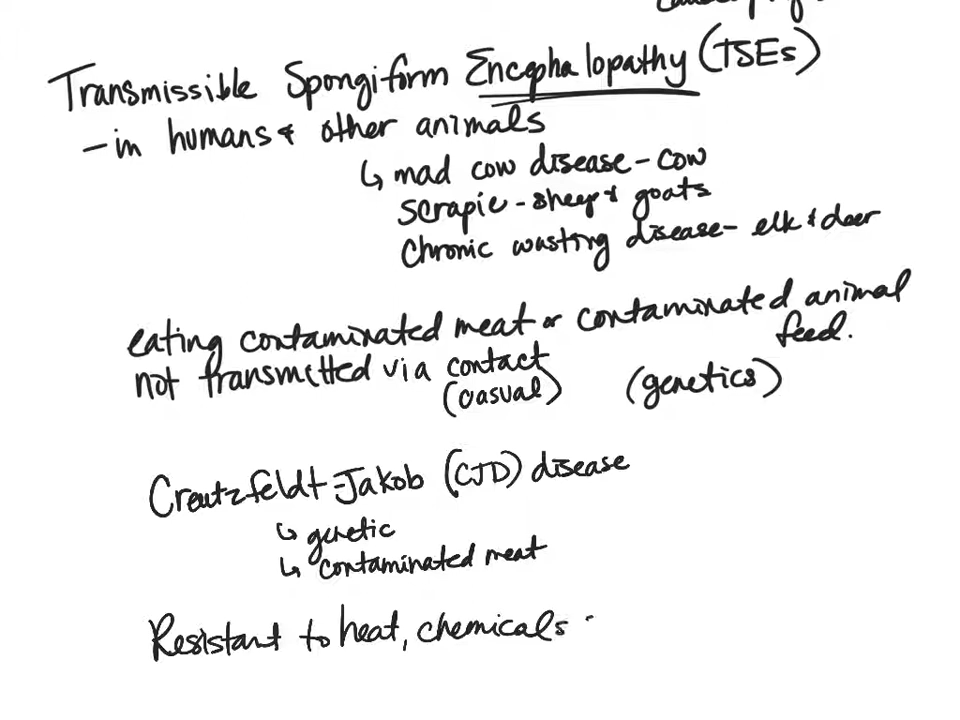 Transmissible Spongiform Encephalopathy (TSEs)
- in humans & other animals
↳ mad cow disease - cow
scrapie - sheep & goats
Chronic wasting disease - elk & deer
eating contaminated meat or contaminated animal
feed.
not transmitted via contact
(casual) (genetics)
Creutzfeldt-Jakob (CJD) disease
↳ genetic
↳ contaminated meat
Resistant to heat, chemicals